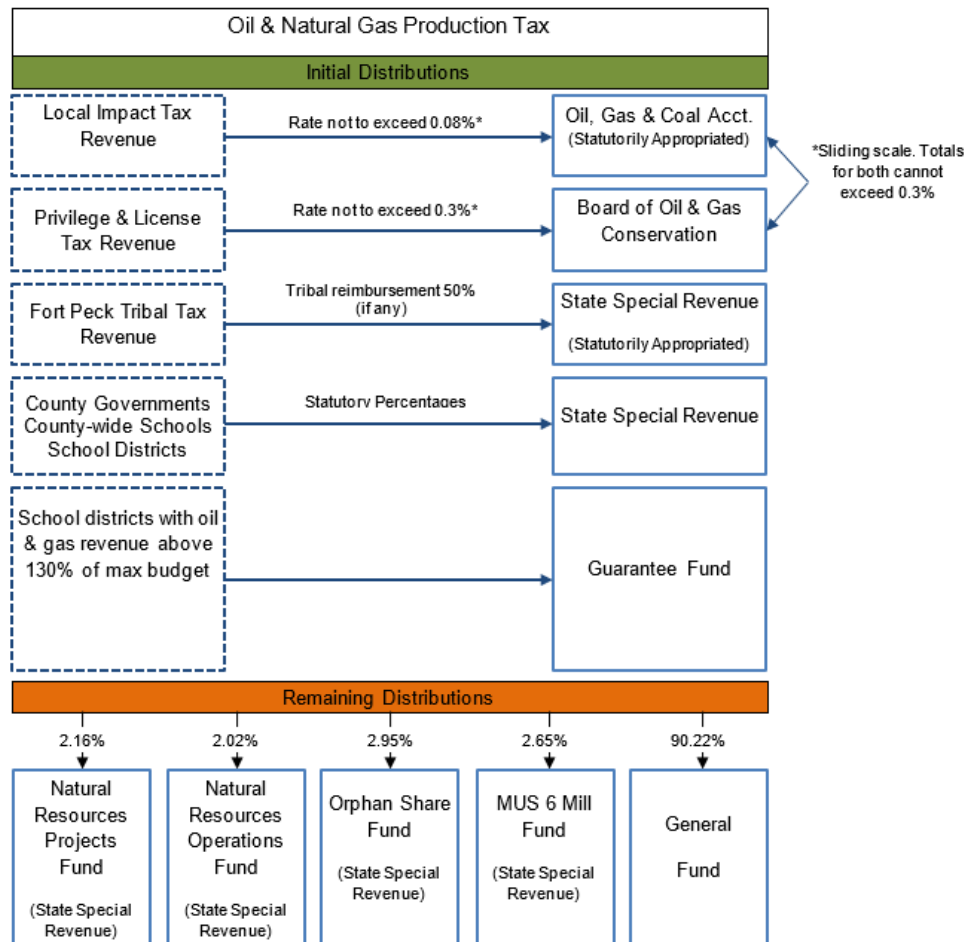 Oil & Natural Gas Production Tax
Initial Distributions
Local Impact Tax
Revenue
Rate not to exceed 0.08%*
Oil, Gas & Coal Acct.
(Statutorily Appropriated)
*Sliding scale. Totals
for both cannot
exceed 0.3%
Privilege & License
Tax Revenue
Rate not to exceed 0.3%*
Board of Oil & Gas
Conservation
Fort Peck Tribal Tax
Revenue
Tribal reimbursement 50%
(if any)
State Special Revenue
(Statutorily Appropriated)
County Governments
County-wide Schools
School Districts
Statutory Percentages
State Special Revenue
School districts with oil
& gas revenue above
130% of max budget
Guarantee Fund
Remaining Distributions
2.16%
2.02%
2.95%
2.65%
90.22%
Natural
Resources
Projects
Fund
(State Special
Revenue)
Natural
Resources
Operations
Fund
(State Special
Revenue)
Orphan Share
Fund
(State Special
Revenue)
MUS 6 Mill
Fund
(State Special
Revenue)
General
Fund